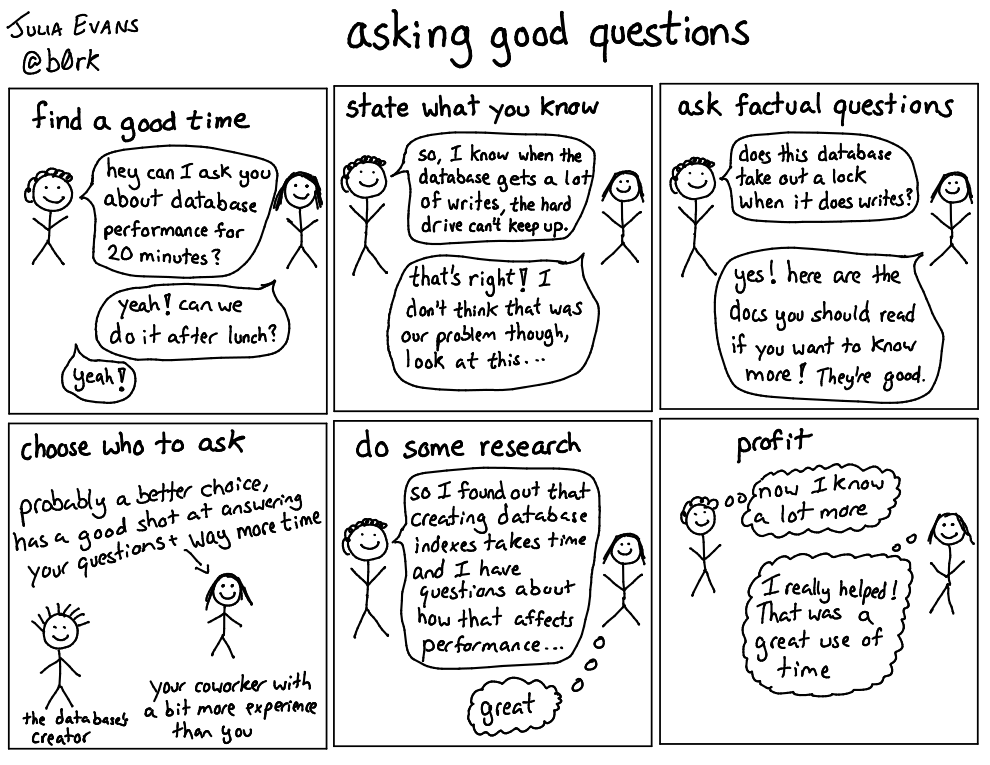 JULIA EVANS
@b0rk
asking good questions
find a good time
hey can I ask you
about database
performance for
20 minutes?
yeah! can we
do it after lunch?
yeah!
state what you know
so, I know when the
database gets a lot
of writes, the hard
drive can't keep up.
that's right! I
don't think that was
our problem though,
look at this...
ask factual questions
does this database
take out a lock
when it does writes?
yes! here are the
docs you should read
if you want to know
more! They're good.
choose who to ask
probably a better choice,
has a good shot at answering
your questions + way more time
the database's
creator
your coworker with
a bit more experience
than you
do some research
so I found out that
creating database
indexes takes time
and I have
questions about
how that affects
performance...
great
profit
now I know
a lot more
I really helped!
That was a
great use of
time